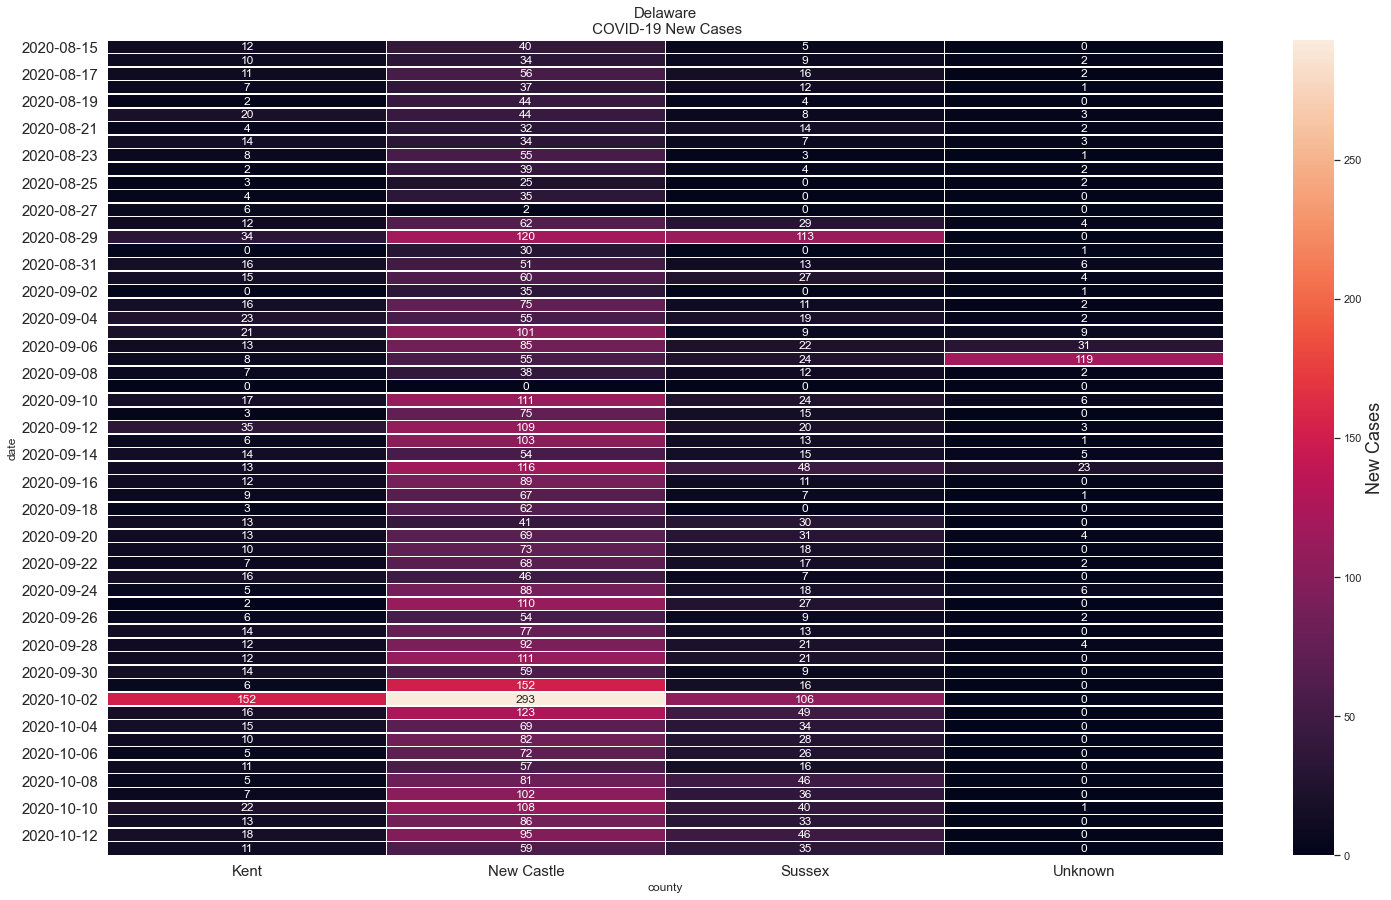 Delaware
COVID-19 New Cases
2020-08-15 12 40 5 0
10 34 9 2
2020-08-17 11 56 16 2
7 37 12 1
2020-08-19 2 44 4 0
20 44 8 3
2020-08-21 4 32 14 2
14 34 7 3
2020-08-23 8 55 3 1
2 39 4 2
2020-08-25 3 25 0 2
4 35 0 0
2020-08-27 6 2 0 0
12 62 29 4
2020-08-29 34 120 113 0
0 30 0 1
2020-08-31 16 51 13 6
15 60 27 4
2020-09-02 0 35 0 1
16 75 11 2
2020-09-04 23 55 19 2
21 101 9 9
2020-09-06 13 85 22 31
8 55 24 119
2020-09-08 7 38 12 2
0 0 0 0
2020-09-10 17 111 24 6
3 75 15 0
2020-09-12 35 109 20 3
6 103 13 1
2020-09-14 14 54 15 5
13 116 48 23
2020-09-16 12 89 11 0
9 67 7 1
2020-09-18 3 62 0 0
13 41 30 0
2020-09-20 13 69 31 4
10 73 18 0
2020-09-22 7 68 17 2
16 46 7 0
2020-09-24 5 88 18 6
2 110 27 0
2020-09-26 6 54 9 2
14 77 13 0
2020-09-28 12 92 21 4
12 111 21 0
2020-09-30 14 59 9 0
6 152 16 0
2020-10-02 152 293 106 0
16 123 49 0
2020-10-04 15 69 34 0
10 82 28 0
2020-10-06 5 72 26 0
11 57 16 0
2020-10-08 5 81 46 0
7 102 36 0
2020-10-10 22 108 40 1
13 86 33 0
2020-10-12 18 95 46 0
11 59 35 0
Kent New Castle Sussex Unknown
county
date
250
200
150
100
50
0
New Cases